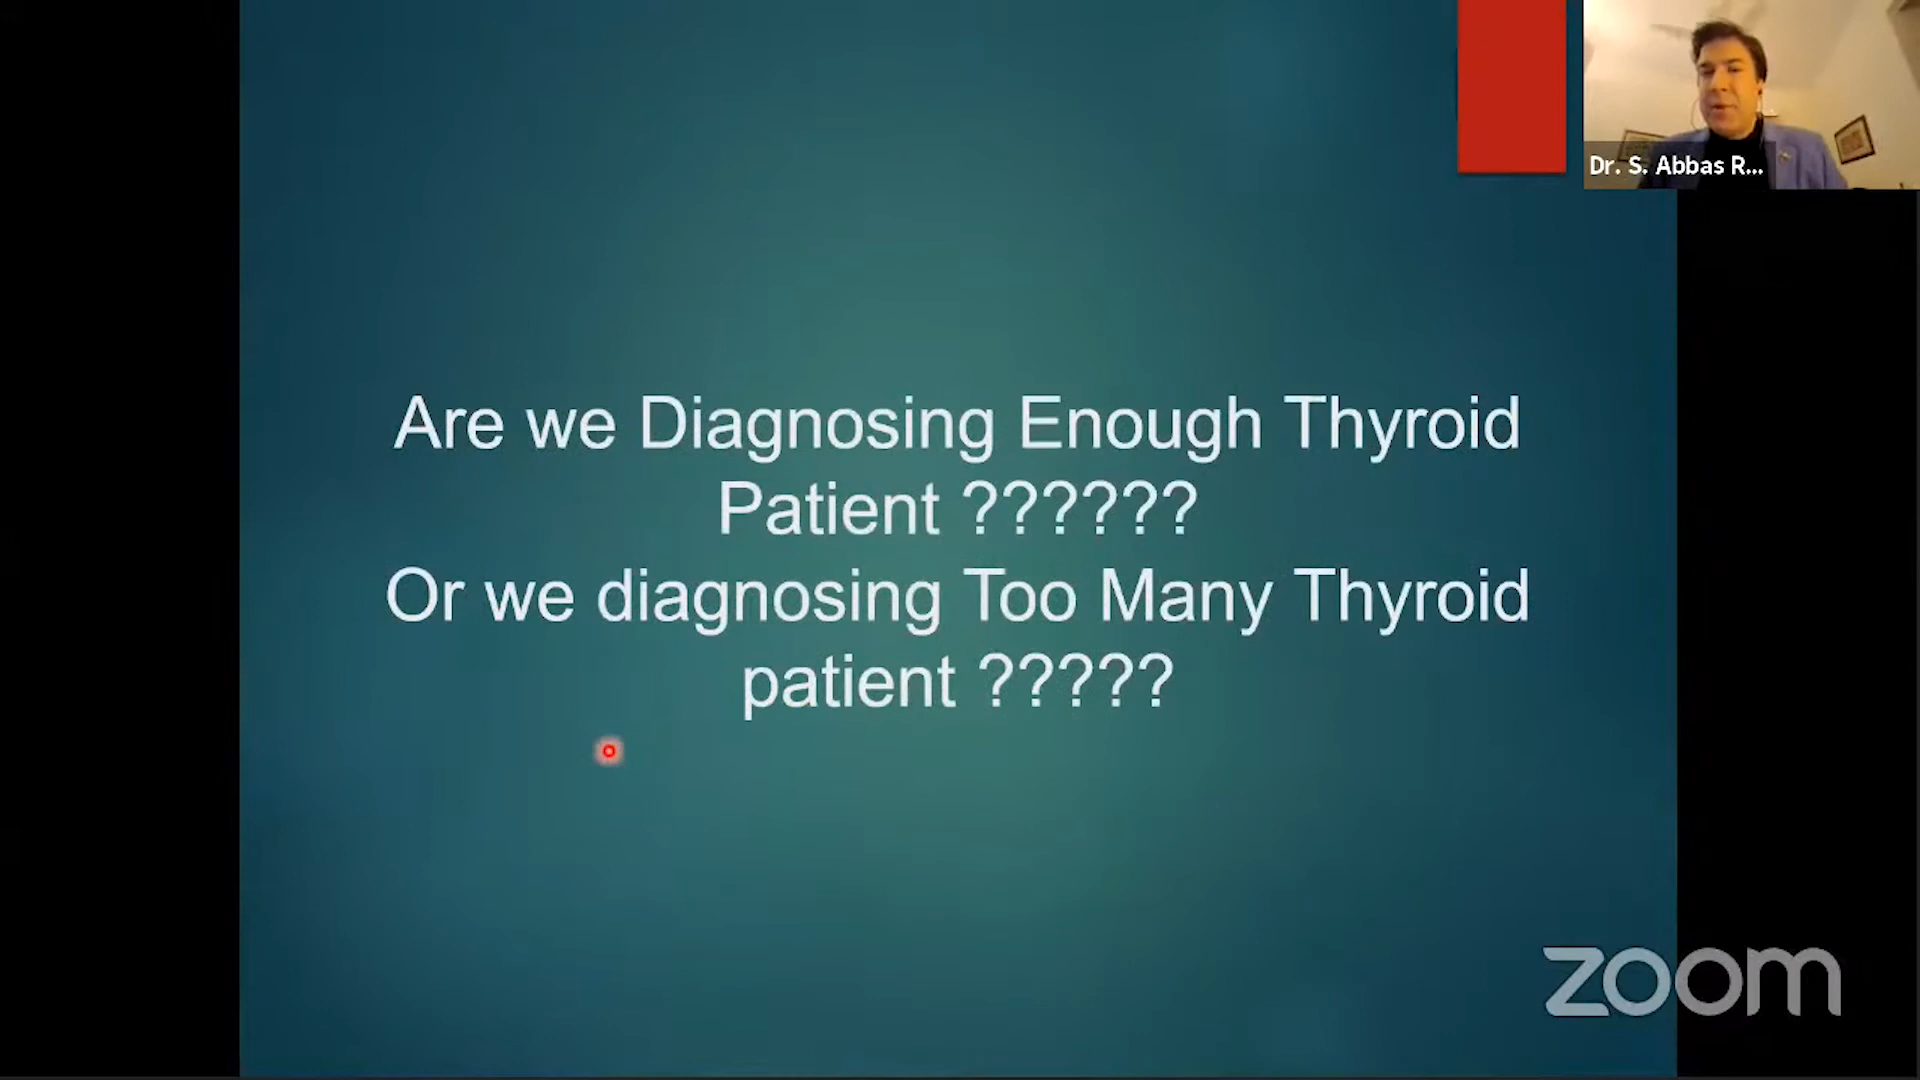 Dr. S. Abbas R...
Are we Diagnosing Enough Thyroid
Patient ??????
Or we diagnosing Too Many Thyroid
patient ?????
zoom